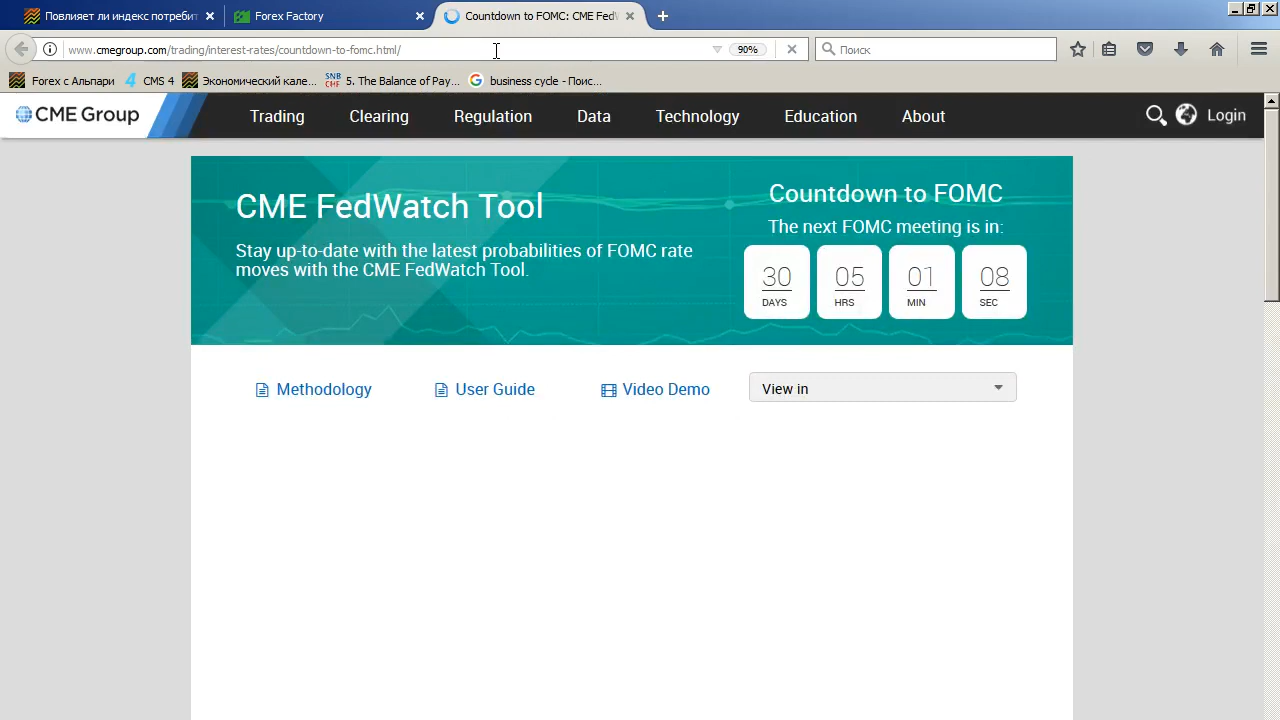 Повлияет ли индекс потребит
Forex Factory
Countdown to FOMC: CME FedW
www.cmegroup.com/trading/interest-rates/countdown-to-fomc.html/
90%
Поиск
Forex с Альпари
CMS 4
Экономический кале...
SNB CHF
5. The Balance of Pay...
business cycle - Поис...
CME Group
Trading
Clearing
Regulation
Data
Technology
Education
About
Login
CME FedWatch Tool
Stay up-to-date with the latest probabilities of FOMC rate
moves with the CME FedWatch Tool.
Countdown to FOMC
The next FOMC meeting is in:
30 05 01 08
DAYS HRS MIN SEC
Methodology
User Guide
Video Demo
View in